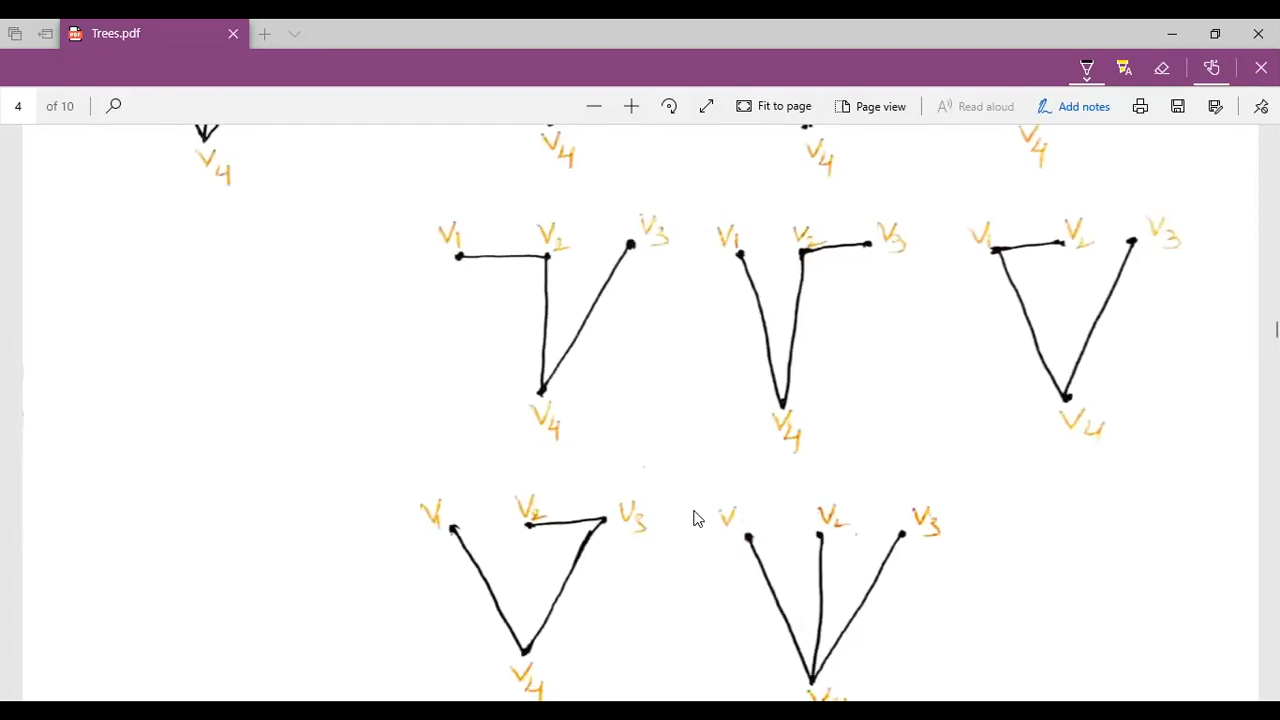 Trees.pdf
4 of 10 Fit to page Page view Read aloud Add notes
V4 V4 V4 V4
V1 V2 V3 V1 V2 V3 V1 V2 V3
V4 V4 V4
V1 V2 V3 V V2 V3
V4